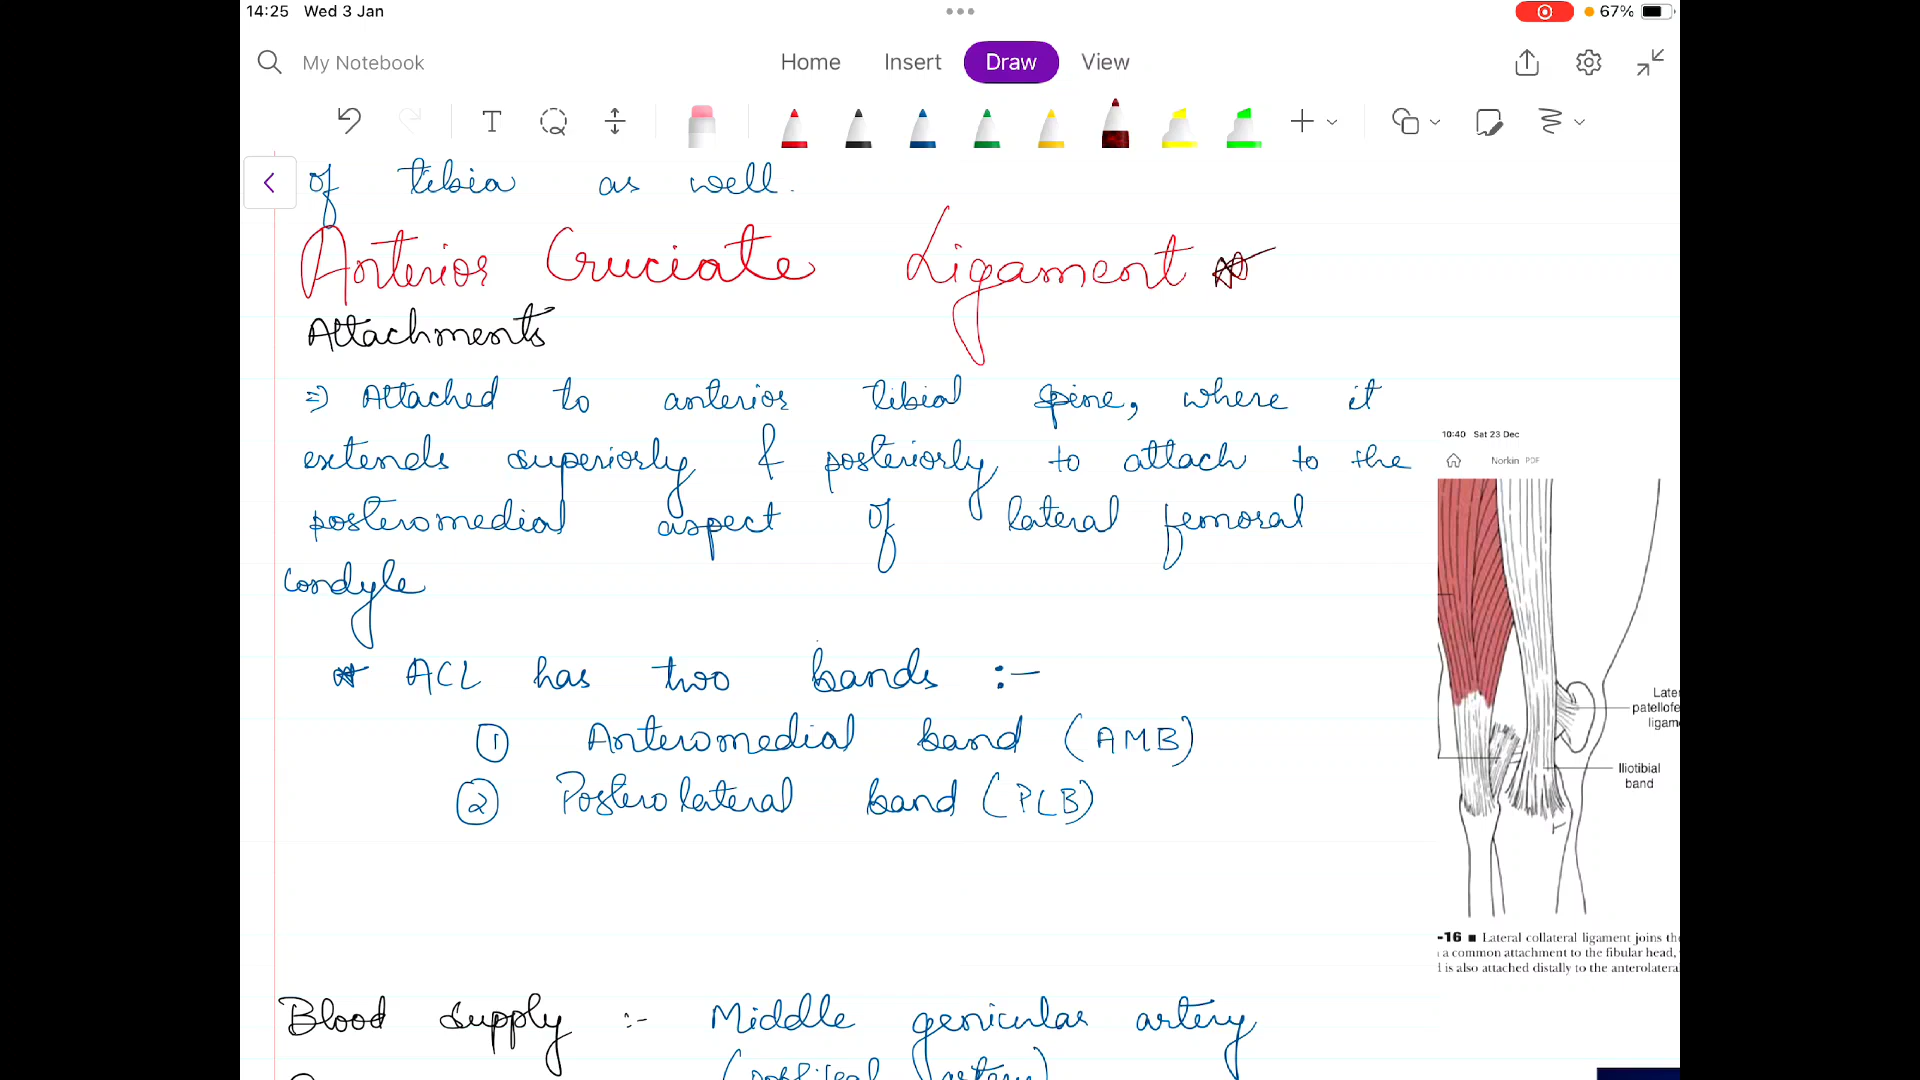 14:25 Wed 3 Jan
67%
My Notebook
Home Insert Draw View
of tibia as well.
Anterior Cruciate Ligament
Attachments
=> Attached to anterior tibial spine, where it
extends superiorly & posteriorly to attach to the
posteromedial aspect of lateral femoral
condyle
* ACL has two bands :-
① Anteromedial band (AMB)
② Posterolateral band (PLB)
10:40 Sat 23 Dec
Norkin PDF
Late
patellofe
ligam
Iliotibial
band
-16 ■ Lateral collateral ligament joins th
a common attachment to the fibular head,
is also attached distally to the anterolatera
Blood supply :- Middle genicular artery